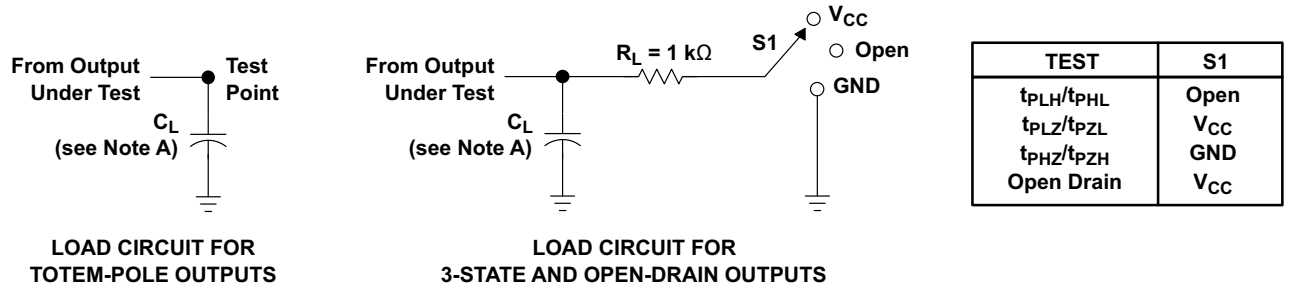 From Output
Under Test
Test
Point
C_L
(see Note A)
LOAD CIRCUIT FOR
TOTEM-POLE OUTPUTS
From Output
Under Test
R_L = 1 kΩ
S1
V_CC
Open
GND
C_L
(see Note A)
LOAD CIRCUIT FOR
3-STATE AND OPEN-DRAIN OUTPUTS
TEST S1
t_PLH/t_PHL Open
t_PLZ/t_PZL V_CC
t_PHZ/t_PZH GND
Open Drain V_CC